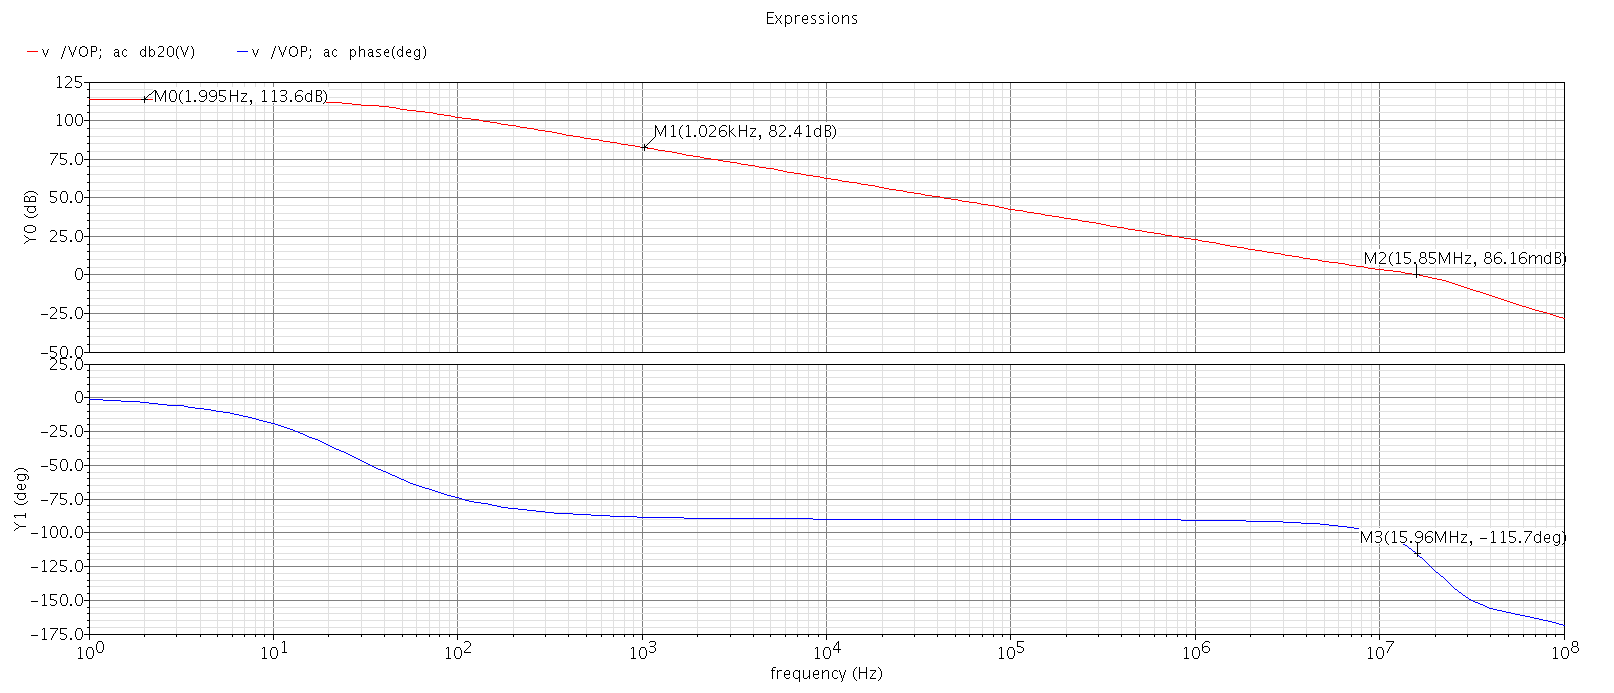 Expressions
v /VOP; ac db20(V) v /VOP; ac phase(deg)
125
M0(1.995Hz, 113.6dB)
100
M1(1.026kHz, 82.41dB)
75.0
50.0
Y0 (dB)
25.0
M2(15.85MHz, 86.16mdB)
0
-25.0
-50.0
25.0
0
-25.0
-50.0
-75.0
Y1 (deg)
-100.0
M3(15.96MHz, -115.7deg)
-125.0
-150.0
-175.0
10^0 10^1 10^2 10^3 10^4 10^5 10^6 10^7 10^8
frequency (Hz)